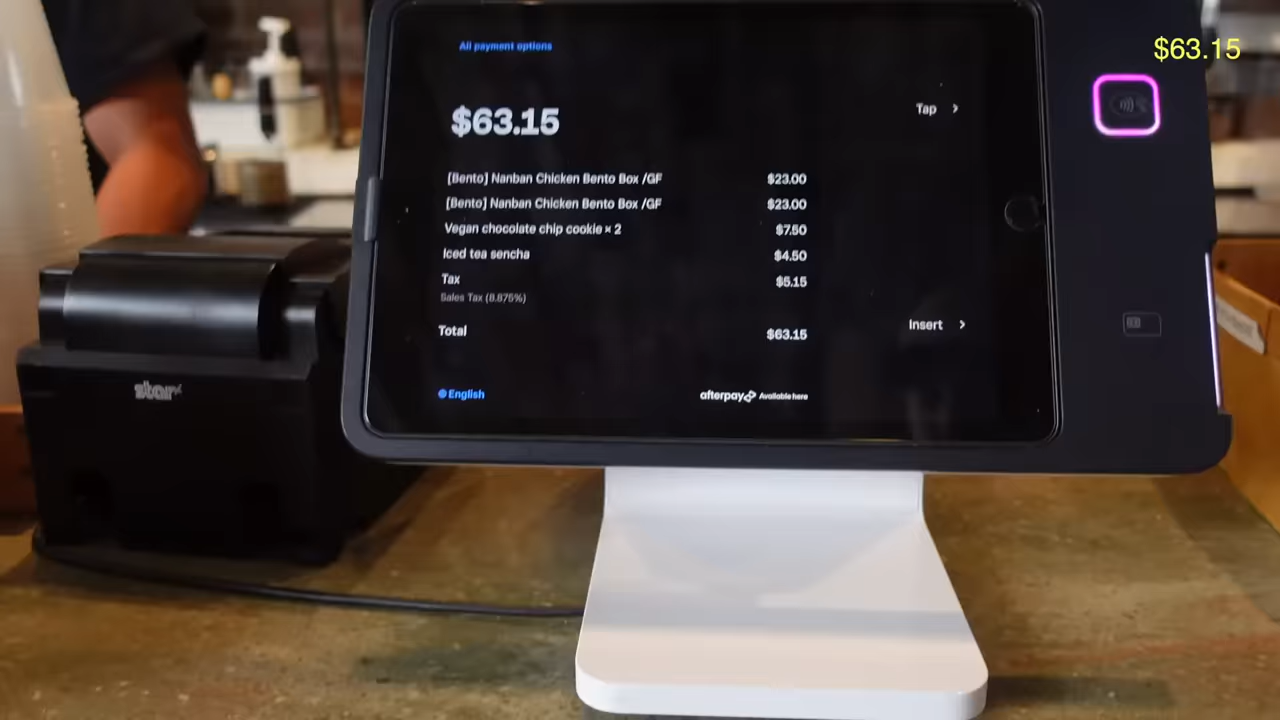 $63.15
All payment options
$63.15
Tap >
[Bento] Nanban Chicken Bento Box /GF $23.00
[Bento] Nanban Chicken Bento Box /GF $23.00
Vegan chocolate chip cookie × 2 $7.50
Iced tea sencha $4.50
Tax $5.15
Sales Tax (8.875%)
Total $63.15
Insert >
English
afterpay Available here
star